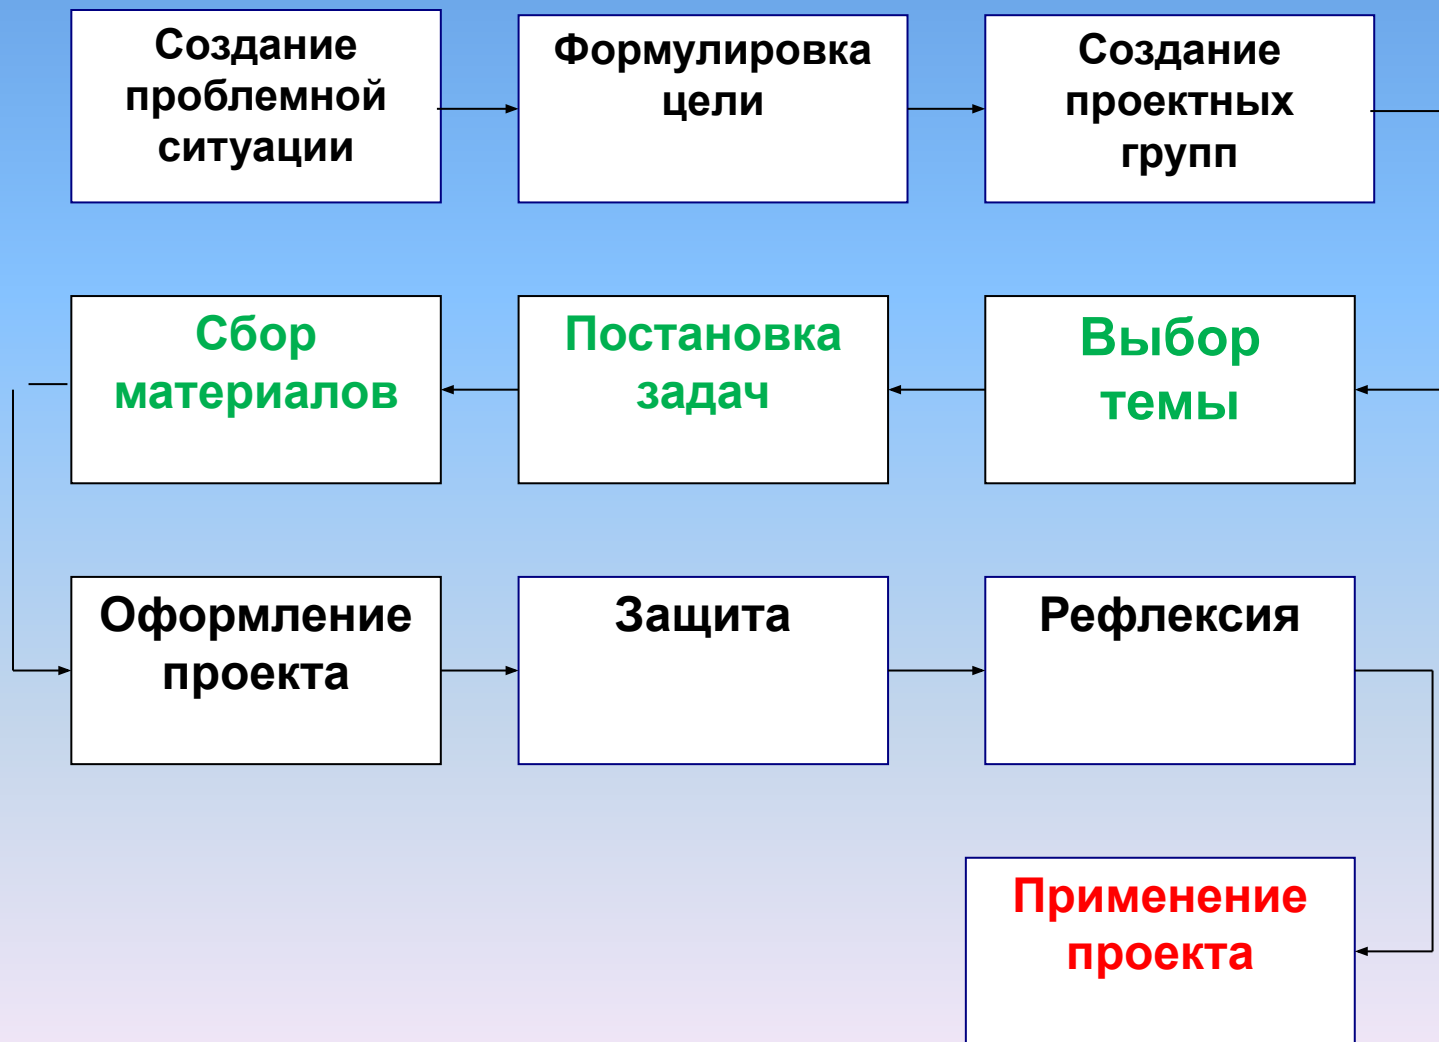 Создание
проблемной
ситуации
Формулировка
цели
Создание
проектных
групп
Выбор
темы
Постановка
задач
Сбор
материалов
Оформление
проекта
Защита
Рефлексия
Применение
проекта